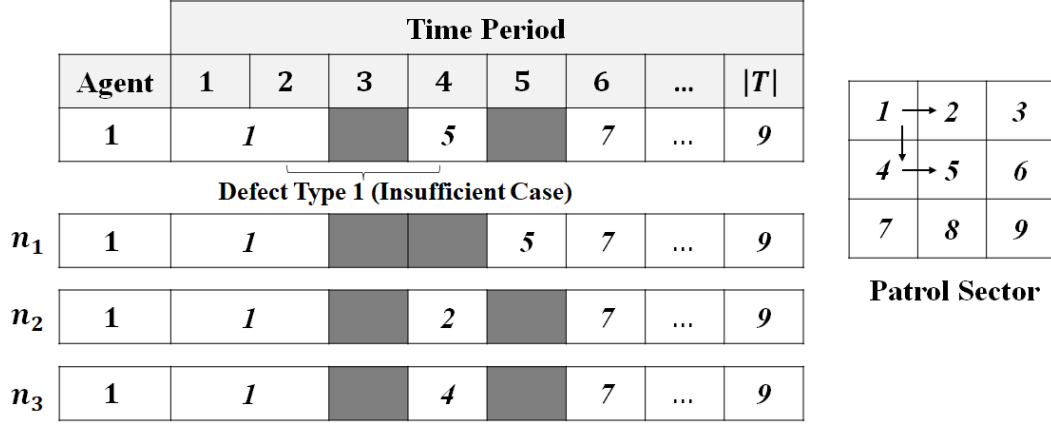 Time Period
Agent 1 2 3 4 5 6 ... |T|
1 1 5 7 ... 9
Defect Type 1 (Insufficient Case)
n₁ 1 1 5 7 ... 9
n₂ 1 1 2 7 ... 9
n₃ 1 1 4 7 ... 9
1 2 3
4 5 6
7 8 9
Patrol Sector